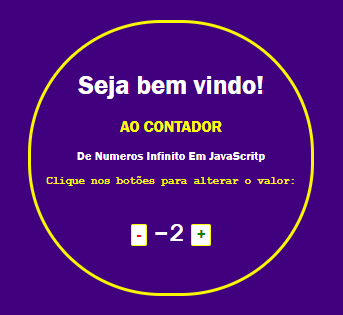 Seja bem vindo!
AO CONTADOR
De Numeros Infinito Em JavaScritp
Clique nos botões para alterar o valor:
- -2 +